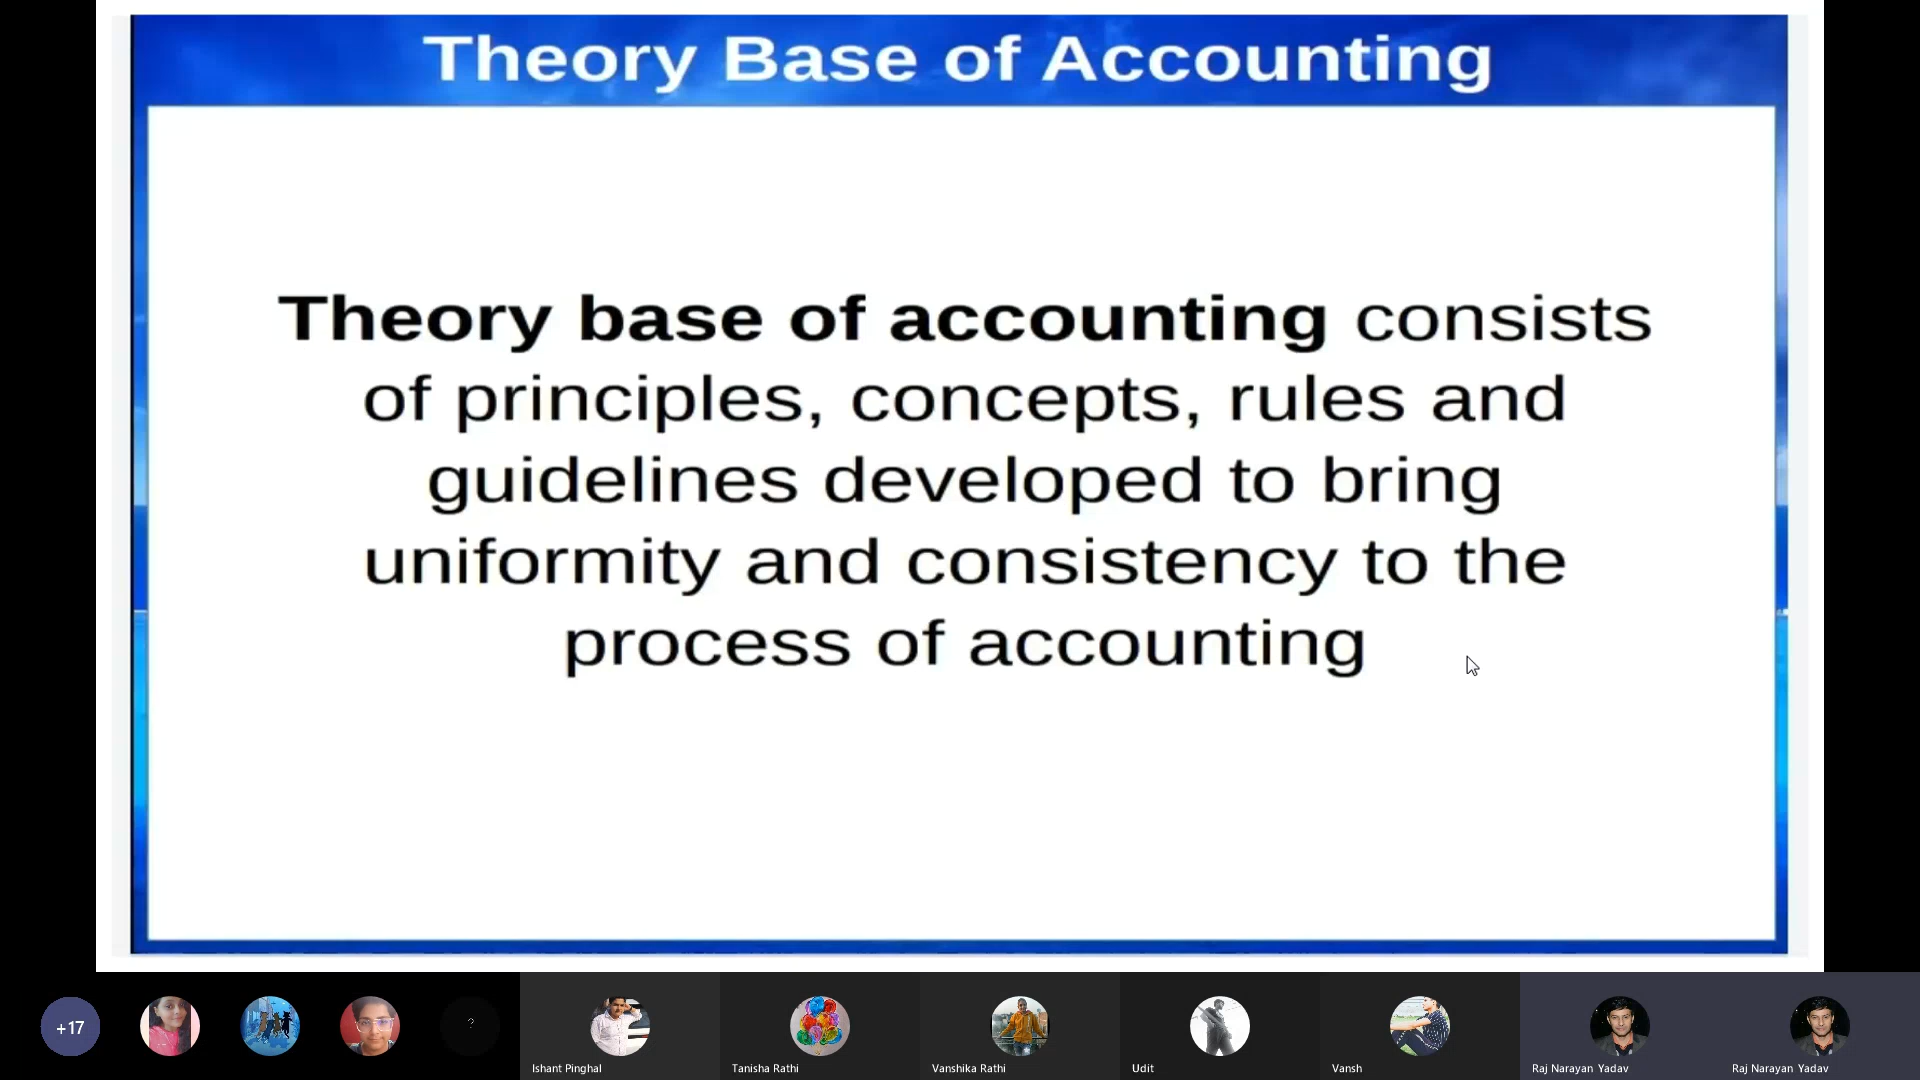 Theory Base of Accounting
Theory base of accounting consists
of principles, concepts, rules and
guidelines developed to bring
uniformity and consistency to the
process of accounting
+17
?
Ishant Pinghal
Tanisha Rathi
Vanshika Rathi
Udit
Vansh
Raj Narayan Yadav
Raj Narayan Yadav